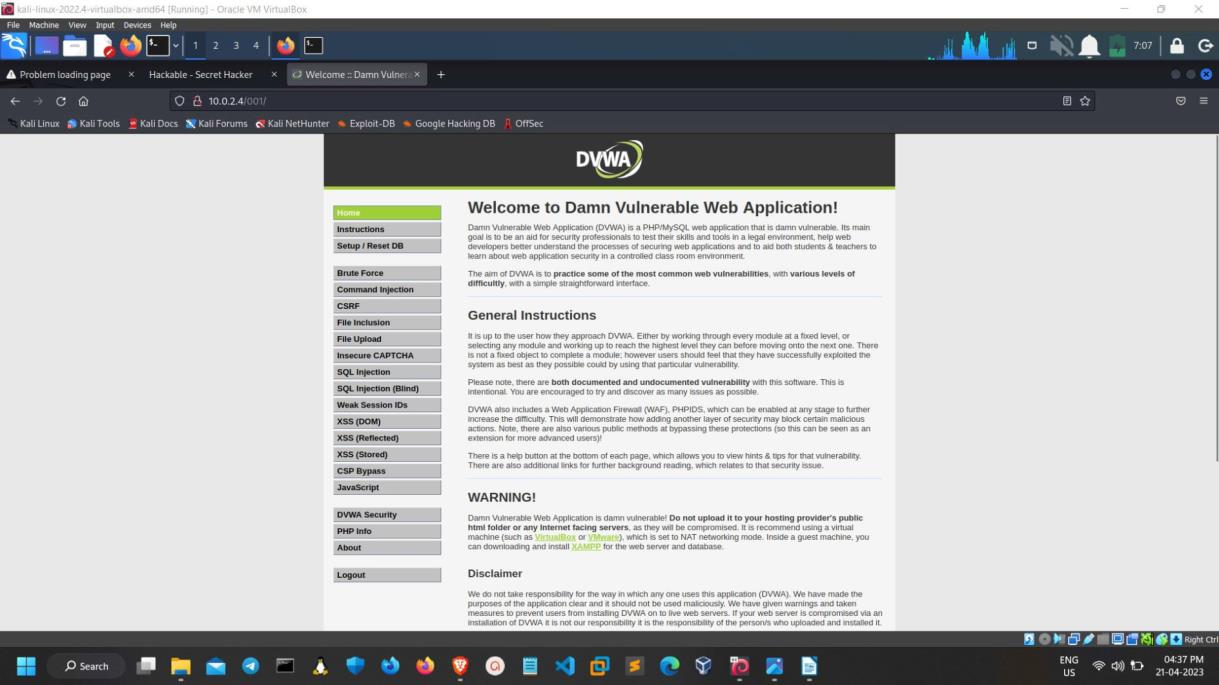 kali-linux-2022.4-virtualbox-amd64 [Running] - Oracle VM VirtualBox
File Machine View Input Devices Help
1 2 3 4
7:07
Problem loading page
Hackable - Secret Hacker
Welcome :: Damn Vulnera
10.0.2.4/001/
Kali Linux Kali Tools Kali Docs Kali Forums Kali NetHunter Exploit-DB Google Hacking DB OffSec
DVWA
Home
Instructions
Setup / Reset DB
Brute Force
Command Injection
CSRF
File Inclusion
File Upload
Insecure CAPTCHA
SQL Injection
SQL Injection (Blind)
Weak Session IDs
XSS (DOM)
XSS (Reflected)
XSS (Stored)
CSP Bypass
JavaScript
DVWA Security
PHP Info
About
Logout
Welcome to Damn Vulnerable Web Application!
Damn Vulnerable Web Application (DVWA) is a PHP/MySQL web application that is damn vulnerable. Its main
goal is to be an aid for security professionals to test their skills and tools in a legal environment, help web
developers better understand the processes of securing web applications and to aid both students & teachers to
learn about web application security in a controlled class room environment.
The aim of DVWA is to practice some of the most common web vulnerabilities, with various levels of
difficultly, with a simple straightforward interface.
General Instructions
It is up to the user how they approach DVWA. Either by working through every module at a fixed level, or
selecting any module and working up to reach the highest level they can before moving onto the next one. There
is not a fixed object to complete a module; however users should feel that they have successfully exploited the
system as best as they possible could by using that particular vulnerability.
Please note, there are both documented and undocumented vulnerability with this software. This is
intentional. You are encouraged to try and discover as many issues as possible.
DVWA also includes a Web Application Firewall (WAF), PHPIDS, which can be enabled at any stage to further
increase the difficulty. This will demonstrate how adding another layer of security may block certain malicious
actions. Note, there are also various public methods at bypassing these protections (so this can be seen as an
extension for more advanced users)!
There is a help button at the bottom of each page, which allows you to view hints & tips for that vulnerability.
There are also additional links for further background reading, which relates to that security issue.
WARNING!
Damn Vulnerable Web Application is damn vulnerable! Do not upload it to your hosting provider's public
html folder or any Internet facing servers, as they will be compromised. It is recommend using a virtual
machine (such as VirtualBox or VMware), which is set to NAT networking mode. Inside a guest machine, you
can downloading and install XAMPP for the web server and database.
Disclaimer
We do not take responsibility for the way in which any one uses this application (DVWA). We have made the
purposes of the application clear and it should not be used maliciously. We have given warnings and taken
measures to prevent users from installing DVWA on to live web servers. If your web server is compromised via an
installation of DVWA it is not our responsibility it is the responsibility of the person/s who uploaded and installed it.
Right Ctrl
Search
ENG
US
04:37 PM
21-04-2023